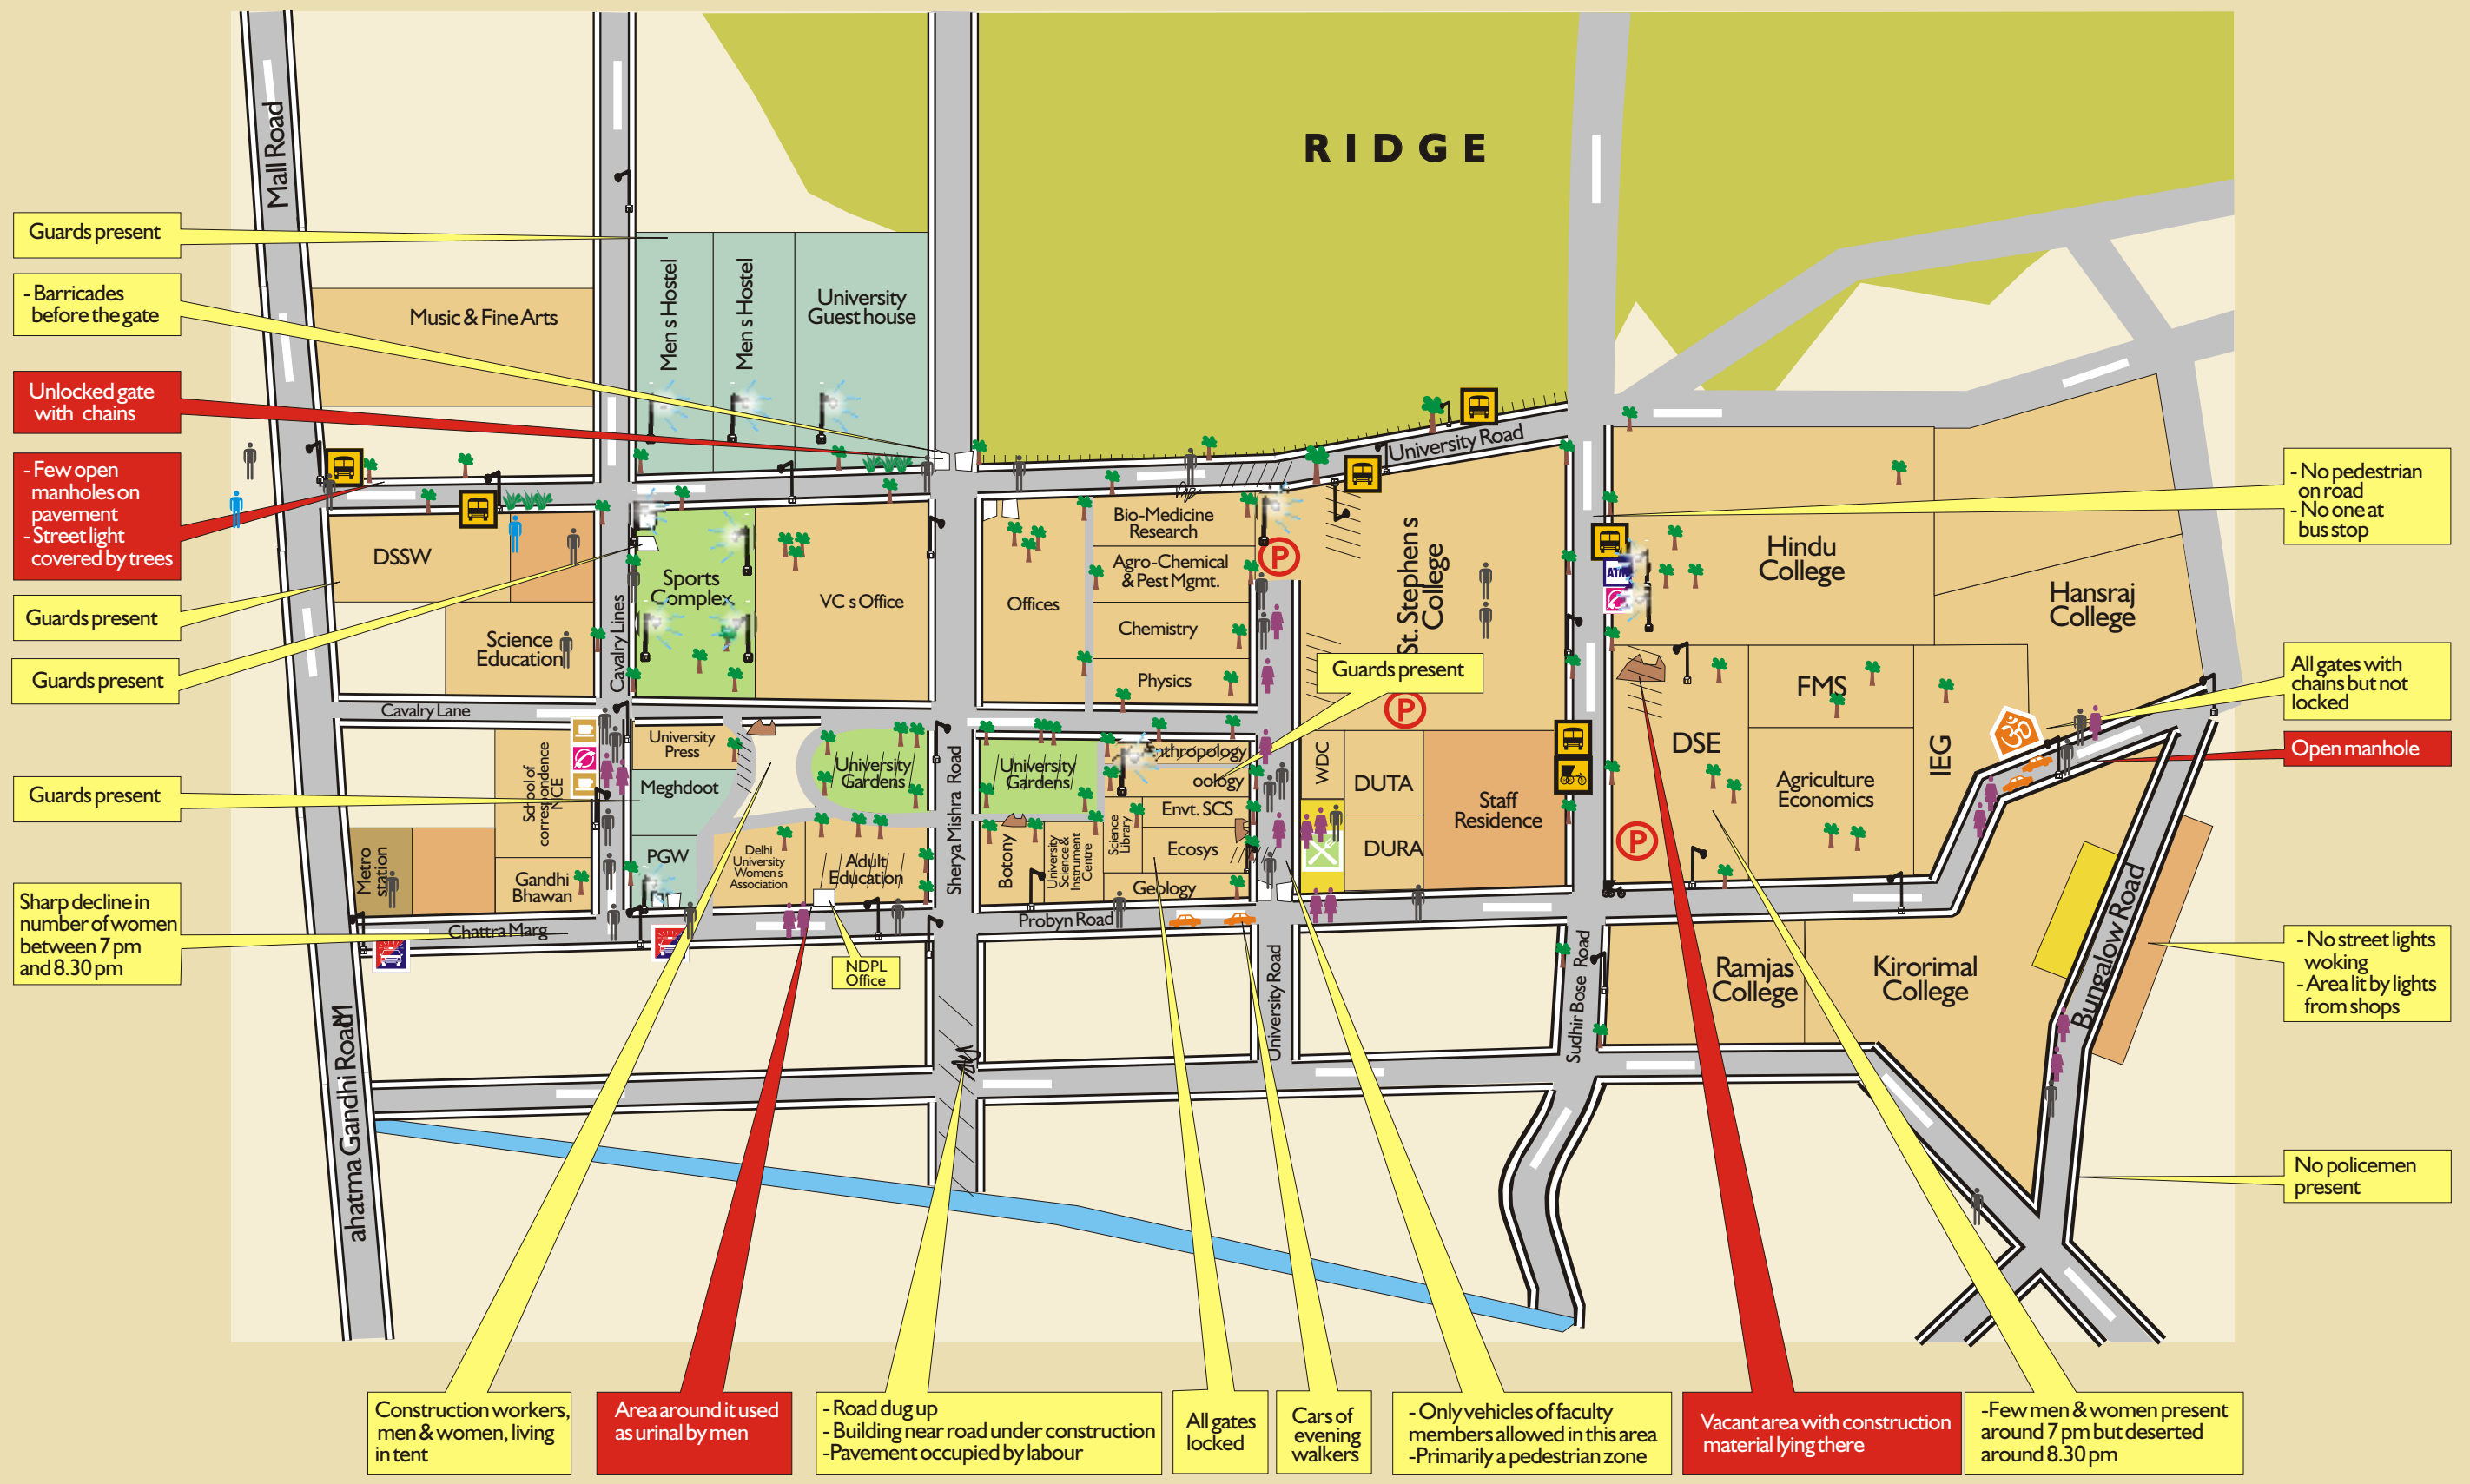 RIDGE
Mall Road
Guards present
- Barricades
before the gate
Unlocked gate
with chains
- Few open
manholes on
pavement
- Street light
covered by trees
Guards present
Guards present
Guards present
Sharp decline in
number of women
between 7 pm
and 8.30 pm
Music & Fine Arts
Men s Hostel
Men s Hostel
University
Guest house
University Road
DSSW
Science
Education
Cavalry Lines
Sports
Complex
VC s Office
Offices
Bio-Medicine
Research
Agro-Chemical
& Pest Mgmt.
Chemistry
Physics
P
St. Stephen s
College
Guards present
P
ATM
Hindu
College
Hansraj
College
- No pedestrian
on road
- No one at
bus stop
All gates with
chains but not
locked
Open manhole
Cavalry Lane
School of
correspondence
NCE
University
Press
Meghdoot
PGW
University
Gardens
Sherya Mishra Road
University
Gardens
nthropology
oology
Envt. SCS
Ecosys
Geology
Science
Library
University
Science &
Instrument
Centre
Botony
WDC
DUTA
DURA
Staff
Residence
DSE
FMS
Agriculture
Economics
IEG
P
ॐ
Metro
station
Gandhi
Bhawan
Delhi
University
Women s
Association
Adult
Education
Chattra Marg
Probyn Road
NDPL
Office
University Road
Sudhir Bose Road
Ramjas
College
Kirorimal
College
Bungalow Road
- No street lights
woking
- Area lit by lights
from shops
No policemen
present
M
ahatma Gandhi Road
Construction workers,
men & women, living
in tent
Area around it used
as urinal by men
- Road dug up
- Building near road under construction
-Pavement occupied by labour
All gates
locked
Cars of
evening
walkers
- Only vehicles of faculty
members allowed in this area
-Primarily a pedestrian zone
Vacant area with construction
material lying there
-Few men & women present
around 7 pm but deserted
around 8.30 pm